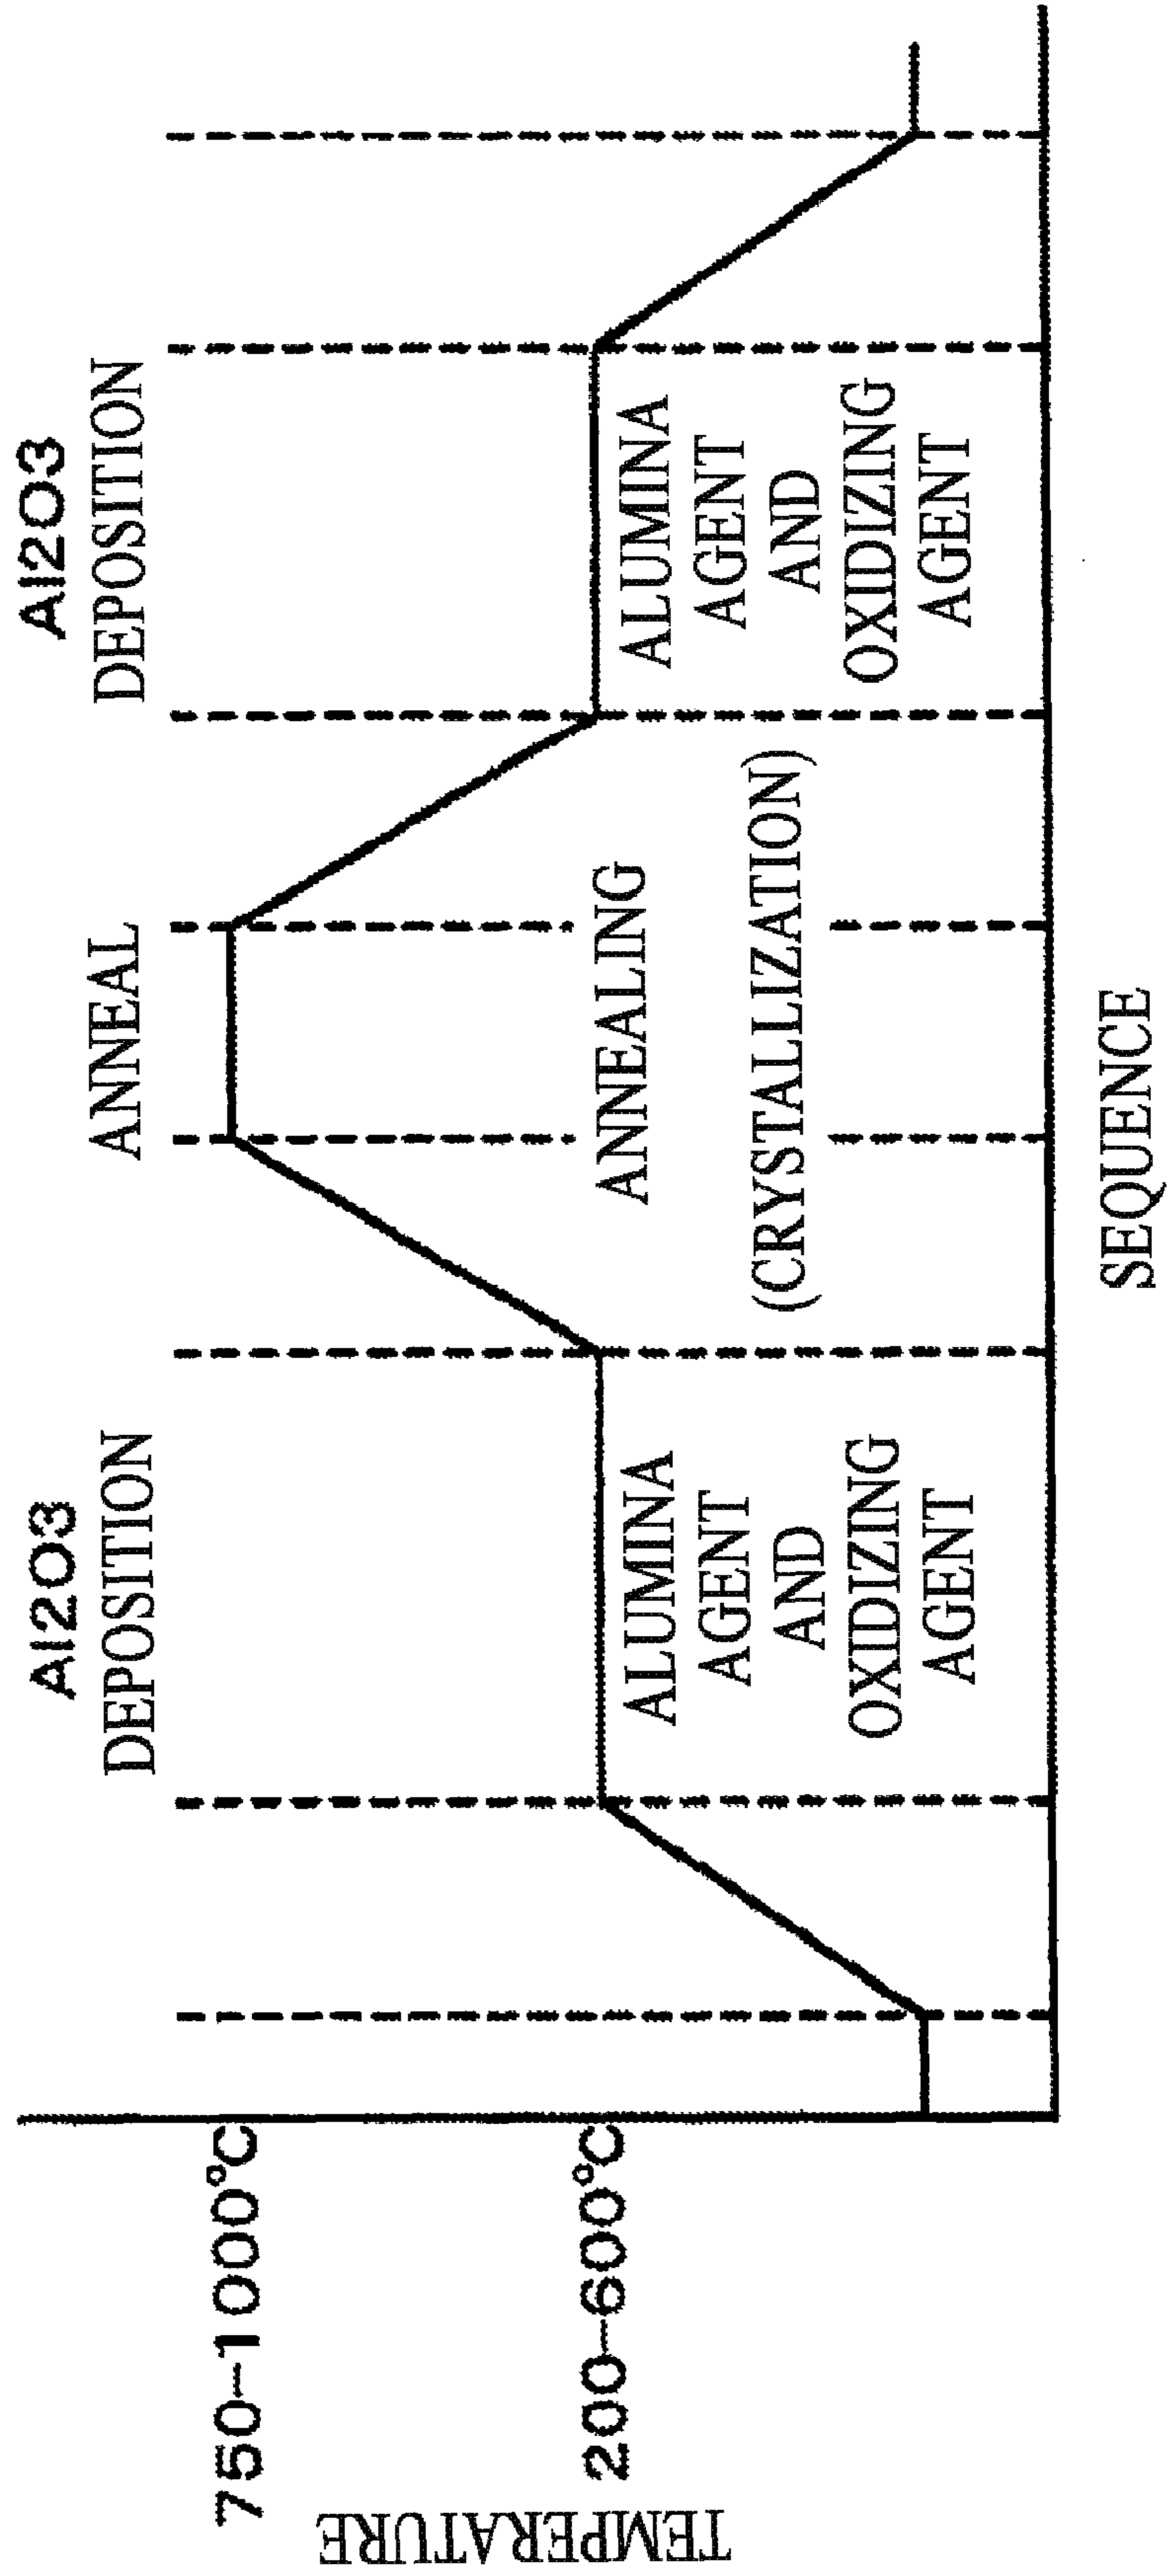 Al2O3
DEPOSITION
ANNEAL
Al2O3
DEPOSITION
750-1000°C
200-600°C
TEMPERATURE
ALUMINA
AGENT
AND
OXIDIZING
AGENT
ANNEALING
(CRYSTALLIZATION)
ALUMINA
AGENT
AND
OXIDIZING
AGENT
SEQUENCE